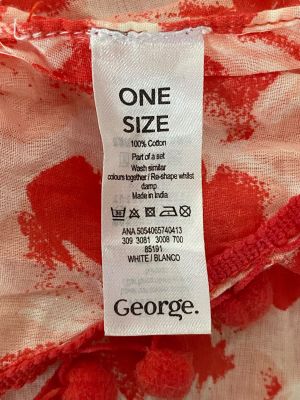 ONE
SIZE
100% Cotton
Part of a set
Wash similar
colours together / Re-shape whilst
damp
Made in India
ANA 5054065740413
309 3081 3008 700
85191
WHITE / BLANCO
George.